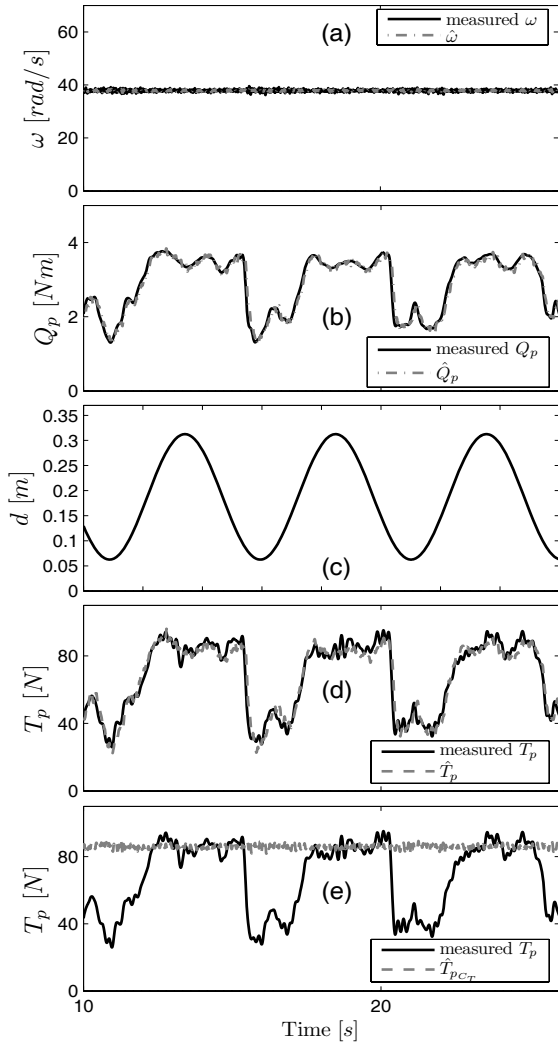 measured ω
ω̂
(a)
60
40
20
0
ω [rad/s]
4
2
0
Q_p [Nm]
(b)
measured Q_p
Q̂_p
0.35
0.3
0.25
0.2
0.15
0.1
0.05
0
d [m]
(c)
80
40
0
T_p [N]
(d)
measured T_p
T̂_p
80
40
0
T_p [N]
(e)
measured T_p
T̂_{p_{C_T}}
10
20
Time [s]